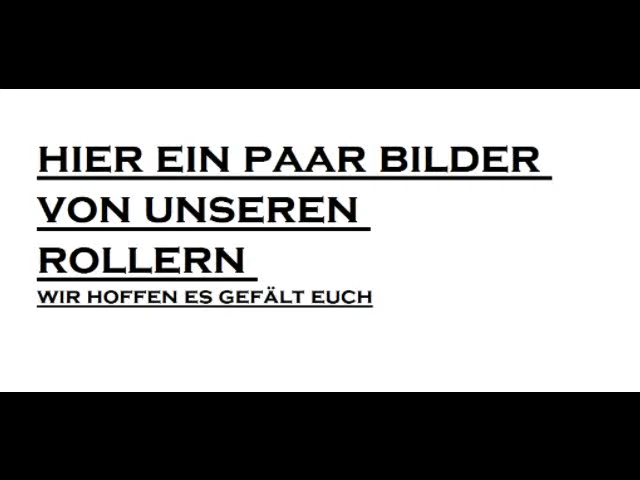 HIER EIN PAAR BILDER
VON UNSEREN
ROLLERN
WIR HOFFEN ES GEFÄLT EUCH